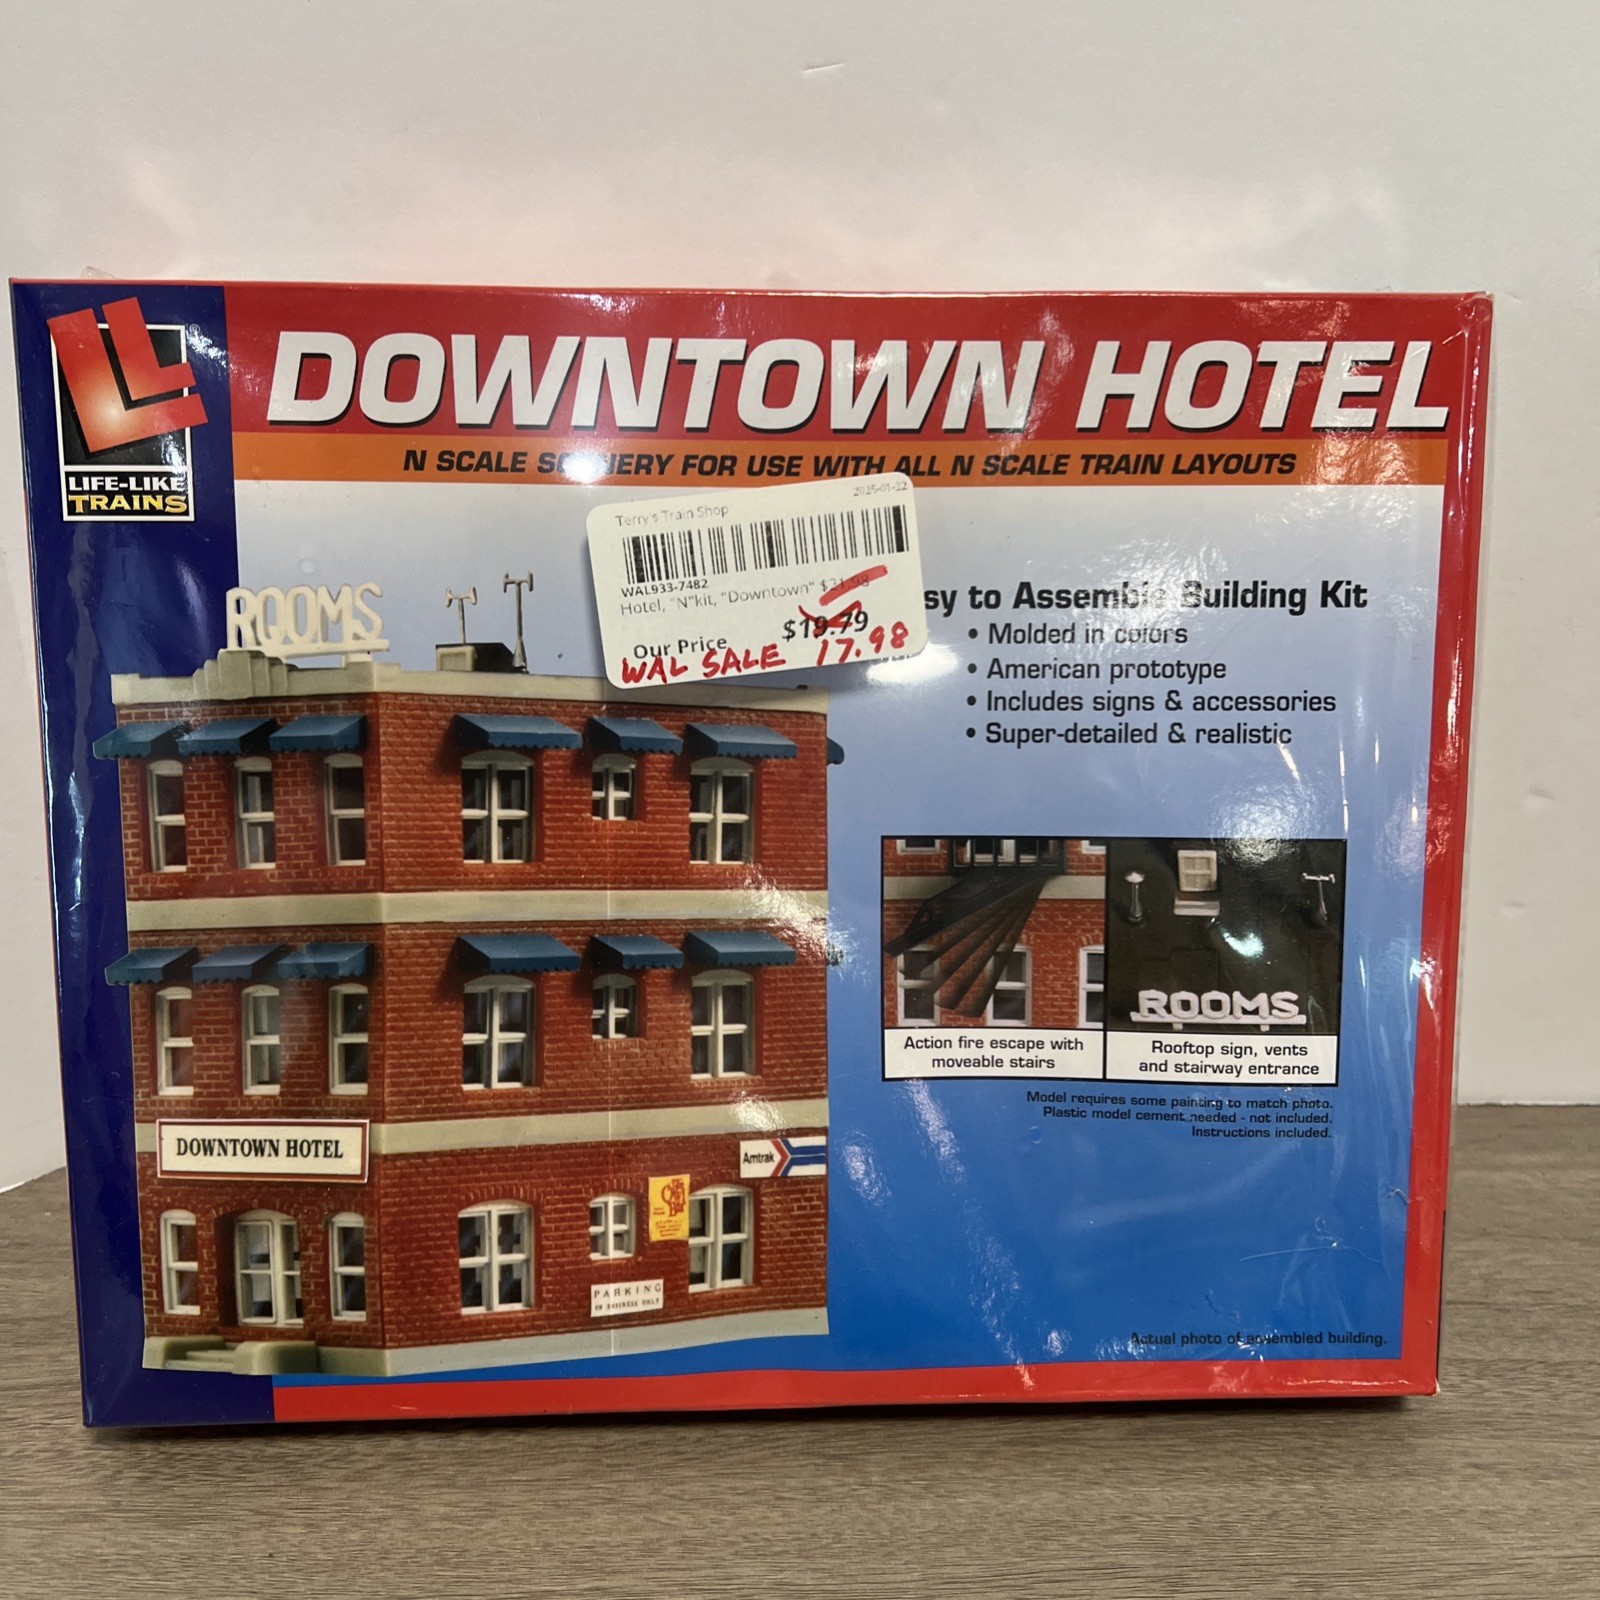 DOWNTOWN HOTEL
N SCALE SCENERY FOR USE WITH ALL N SCALE TRAIN LAYOUTS
LIFE-LIKE
TRAINS
2025-01-22
Terry's Train Shop
WAL933-7482
Hotel, "N"kit, "Downtown" $21.98
Our Price $19.79
WAL SALE 17.98
sy to Assemble Building Kit
• Molded in colors
• American prototype
• Includes signs & accessories
• Super-detailed & realistic
ROOMS
ROOMS
Action fire escape with
moveable stairs
Rooftop sign, vents
and stairway entrance
Model requires some painting to match photo.
Plastic model cement needed - not included.
Instructions included.
DOWNTOWN HOTEL
Amtrak
PARKING
Actual photo of assembled building.